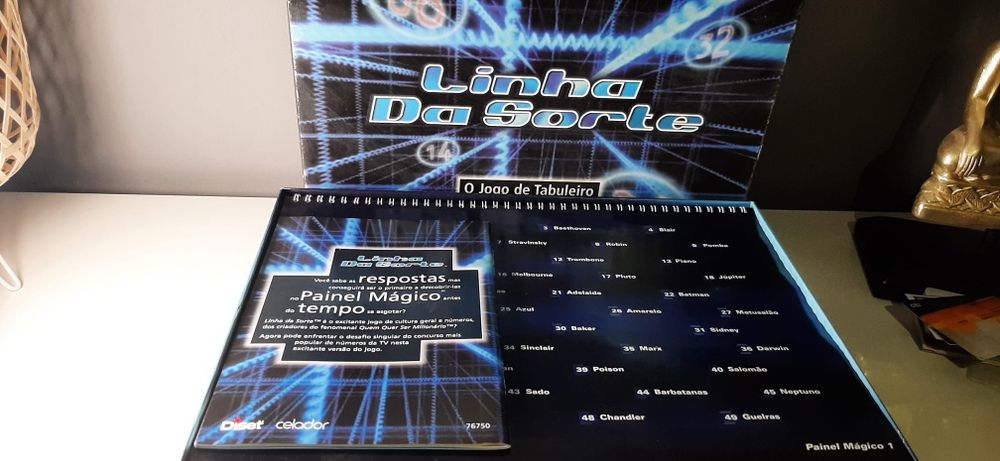 36
32
Linha
Da Sorte
14
O Jogo de Tabuleiro
Linha
Da Sorte
Você sabe as respostas mas
conseguirá ser o primeiro a descobri-las
no Painel Mágico antes
do tempo se esgotar?
Linha da Sorte™ é o excitante jogo de cultura geral e números,
dos criadores do fenomenal Quem Quer Ser Milionário™?
Agora pode enfrentar o desafio singular do concurso mais
popular de números da TV nesta
excitante versão do jogo.
Diset celador 76750
3 Beethoven 4 Blair
7 Stravinsky 8 Robin 9 Pomba
12 Trombone 13 Piano
16 Melbourne 17 Pluto 18 Júpiter
21 Adelaide 22 Batman
25 Azul 26 Amarelo 27 Matusalão
30 Baker 31 Sidney
34 Sinclair 35 Marx 36 Darwin
39 Poison 40 Salomão
43 Sado 44 Barbatanas 45 Neptuno
48 Chandler 49 Guelras
Painel Mágico 1